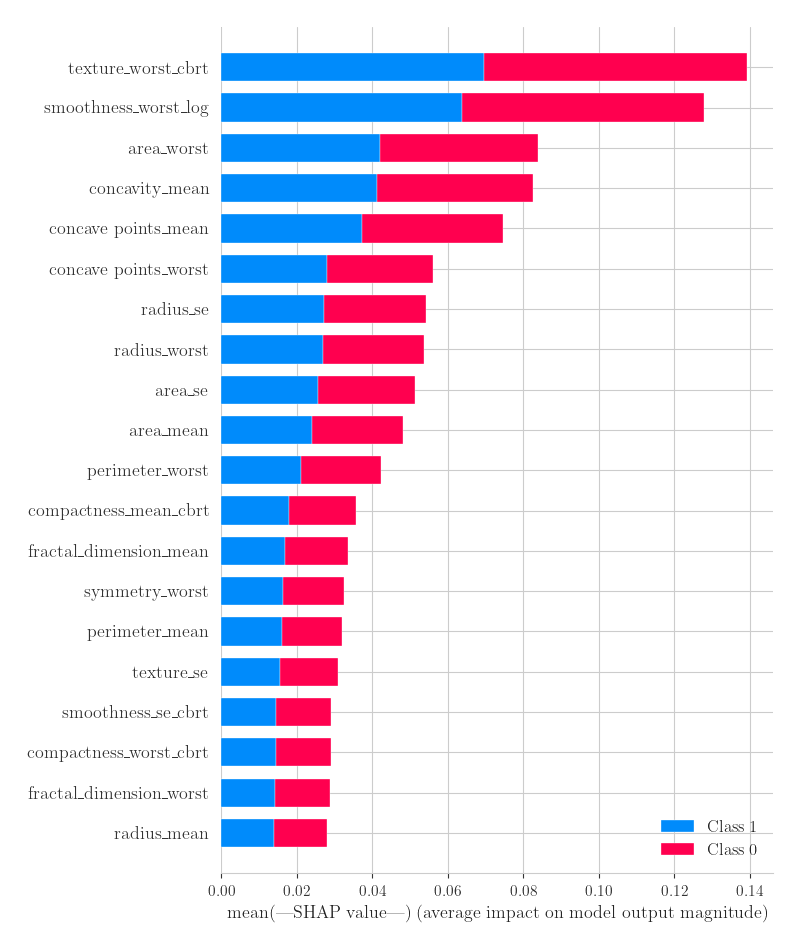 texture_worst_cbrt
smoothness_worst_log
area_worst
concavity_mean
concave points_mean
concave points_worst
radius_se
radius_worst
area_se
area_mean
perimeter_worst
compactness_mean_cbrt
fractal_dimension_mean
symmetry_worst
perimeter_mean
texture_se
smoothness_se_cbrt
compactness_worst_cbrt
fractal_dimension_worst
radius_mean
Class 1
Class 0
0.00 0.02 0.04 0.06 0.08 0.10 0.12 0.14
mean(—SHAP value—) (average impact on model output magnitude)